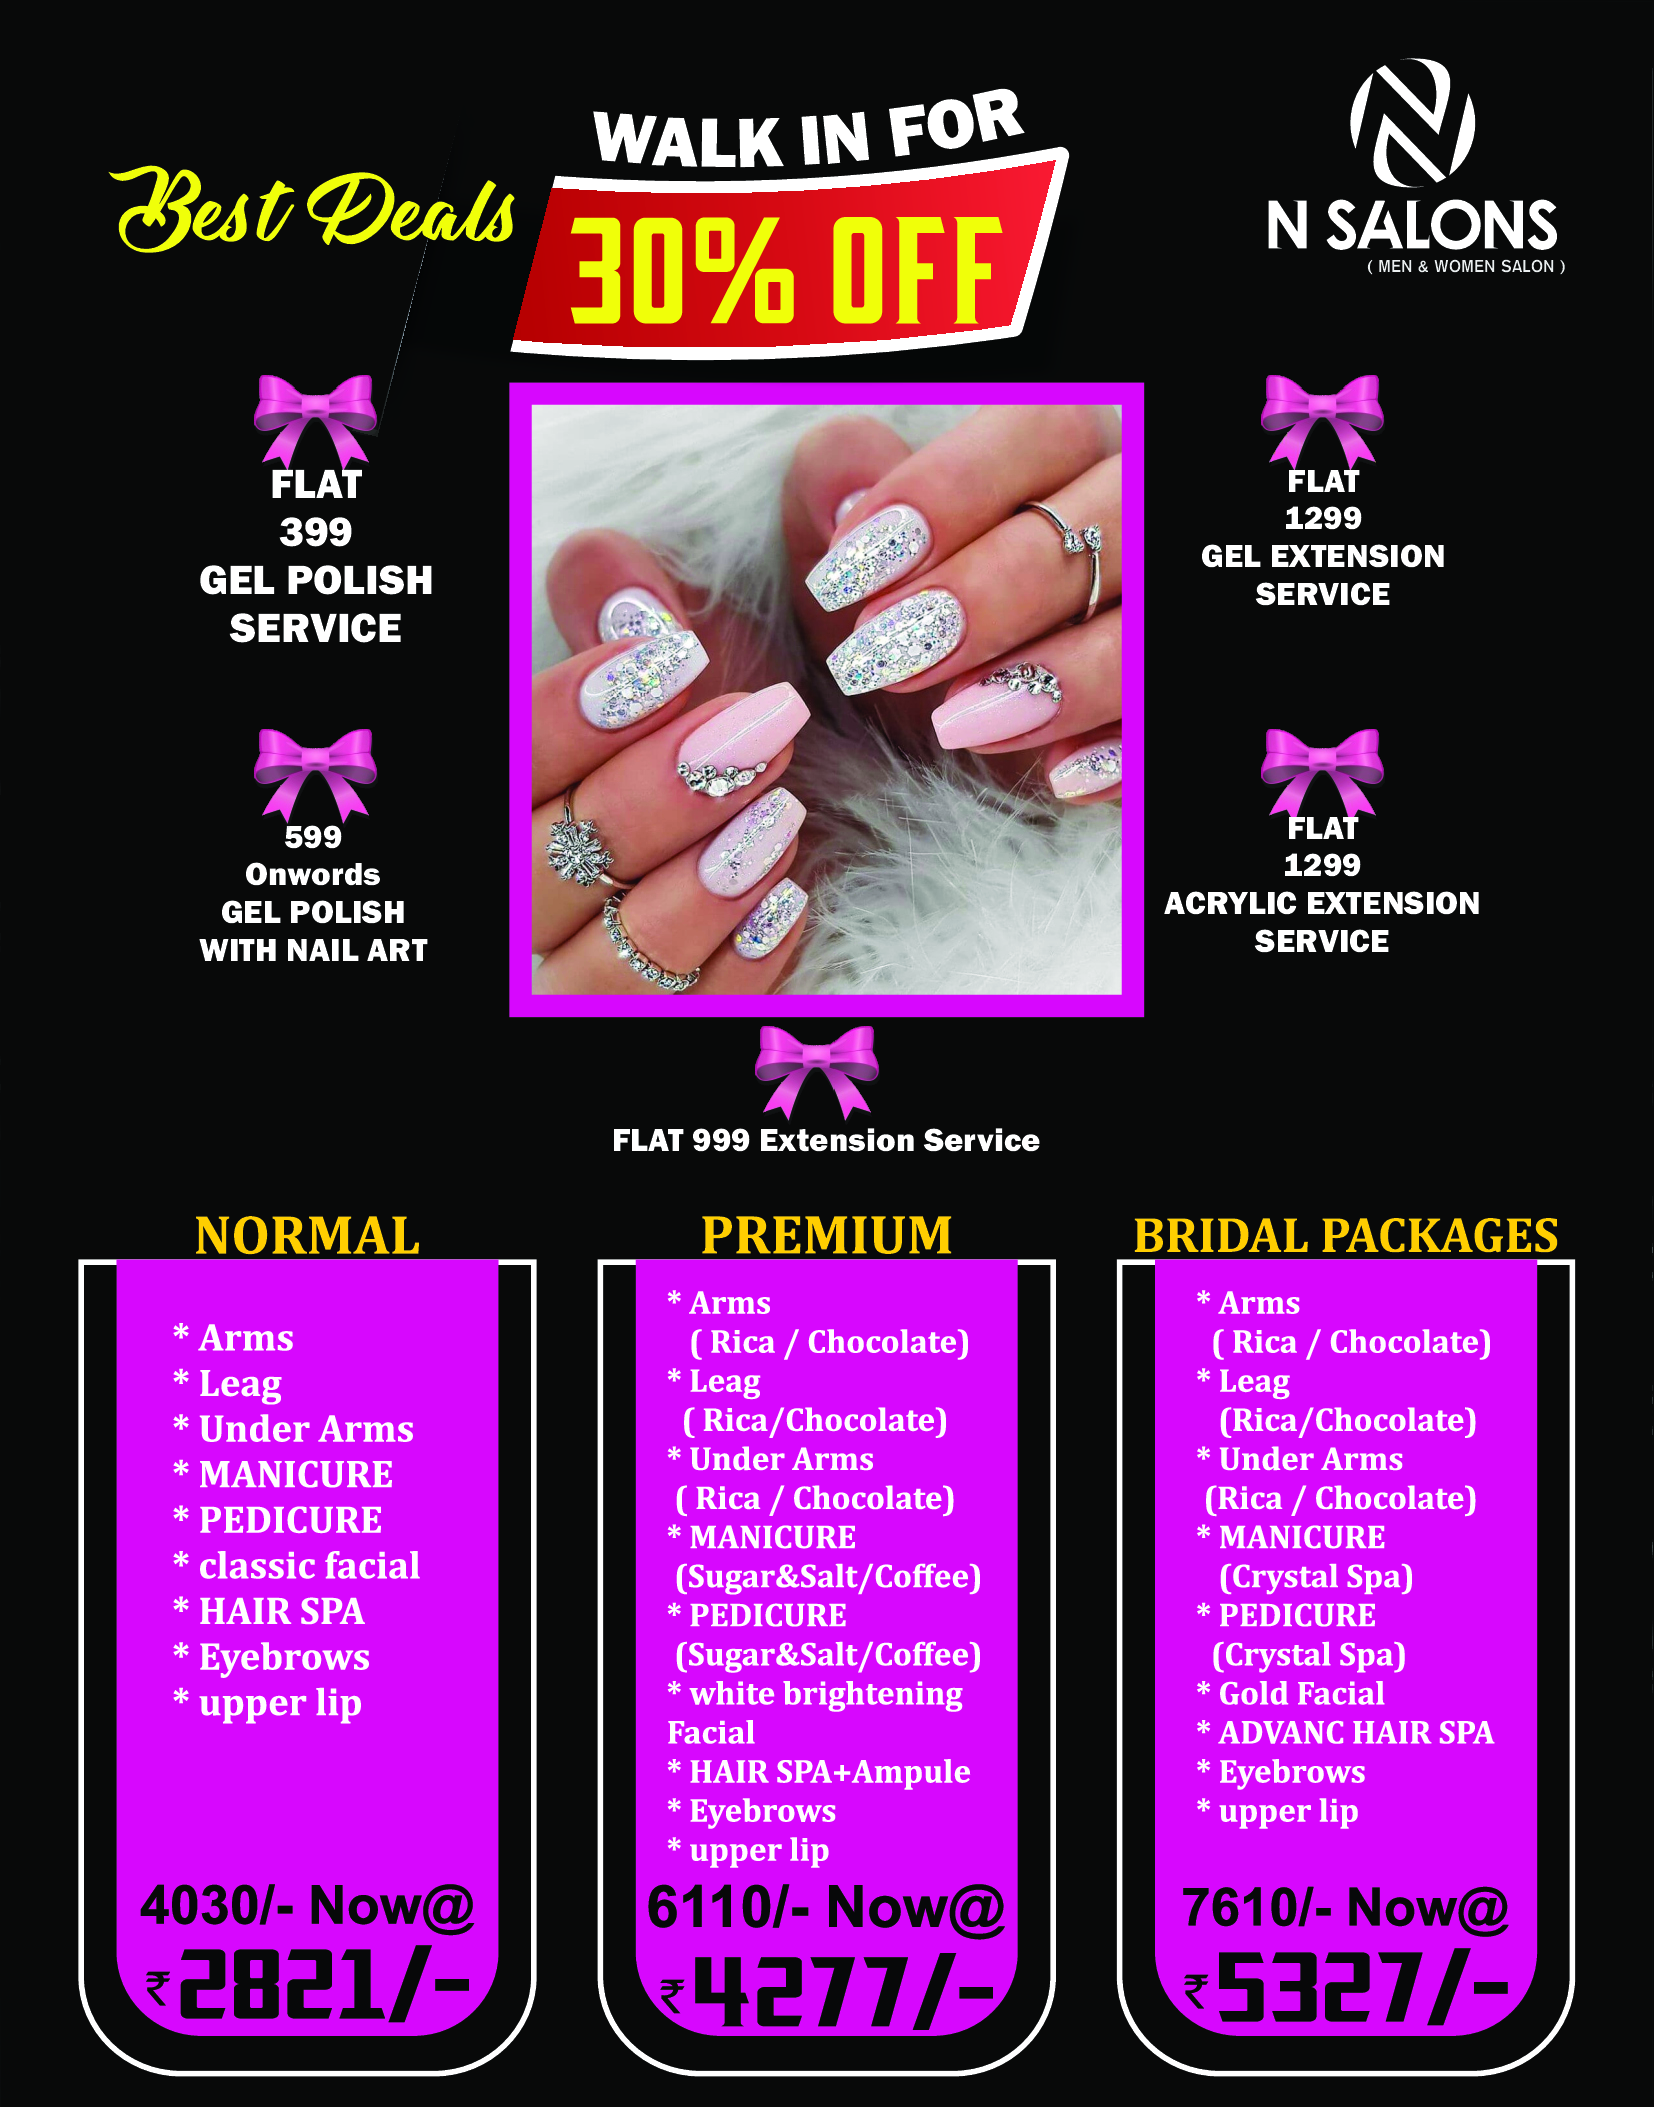 Best Deals
WALK IN FOR
30% OFF
N SALONS
( MEN & WOMEN SALON )
FLAT
399
GEL POLISH
SERVICE
FLAT
1299
GEL EXTENSION
SERVICE
599
Onwords
GEL POLISH
WITH NAIL ART
FLAT
1299
ACRYLIC EXTENSION
SERVICE
FLAT 999 Extension Service
NORMAL
* Arms
* Leag
* Under Arms
* MANICURE
* PEDICURE
* classic facial
* HAIR SPA
* Eyebrows
* upper lip
4030/- Now@
₹2821/-
PREMIUM
* Arms
( Rica / Chocolate)
* Leag
( Rica/Chocolate)
* Under Arms
( Rica / Chocolate)
* MANICURE
(Sugar&Salt/Coffee)
* PEDICURE
(Sugar&Salt/Coffee)
* white brightening
Facial
* HAIR SPA+Ampule
* Eyebrows
* upper lip
6110/- Now@
₹4277/-
BRIDAL PACKAGES
* Arms
( Rica / Chocolate)
* Leag
(Rica/Chocolate)
* Under Arms
(Rica / Chocolate)
* MANICURE
(Crystal Spa)
* PEDICURE
(Crystal Spa)
* Gold Facial
* ADVANC HAIR SPA
* Eyebrows
* upper lip
7610/- Now@
₹5327/-